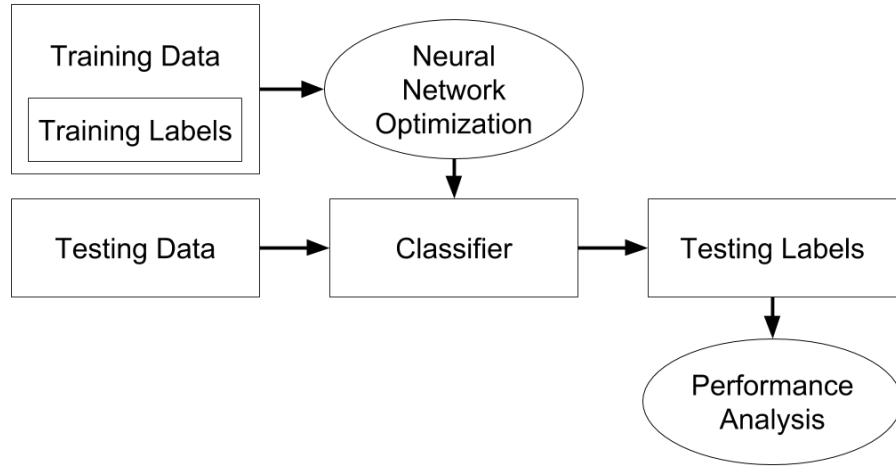 Training Data
Training Labels
Neural
Network
Optimization
Testing Data
Classifier
Testing Labels
Performance
Analysis